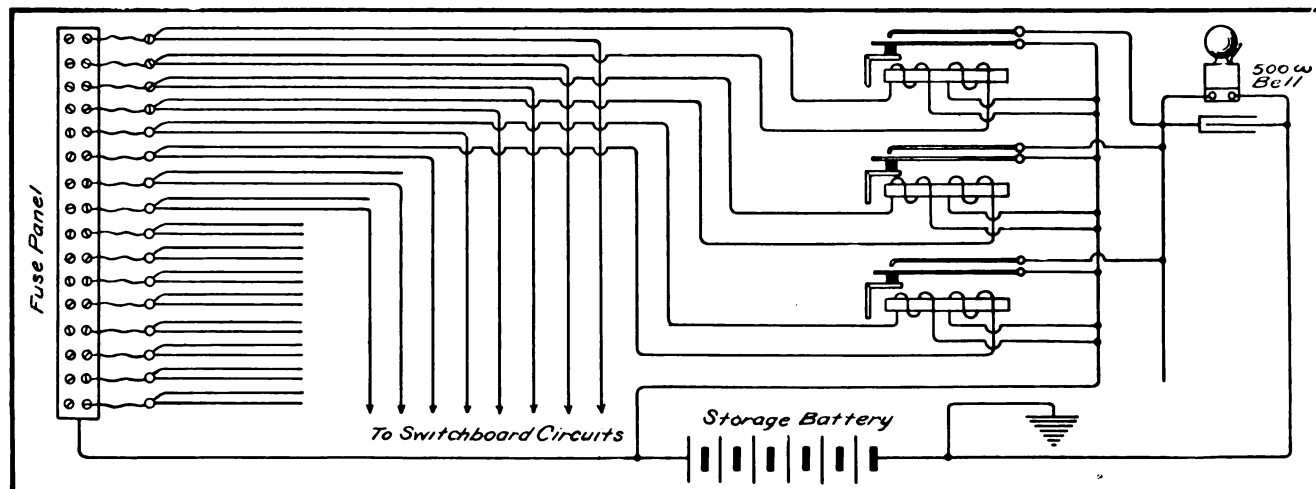 500 ω
Bell
Fuse Panel
Storage Battery
To Switchboard Circuits